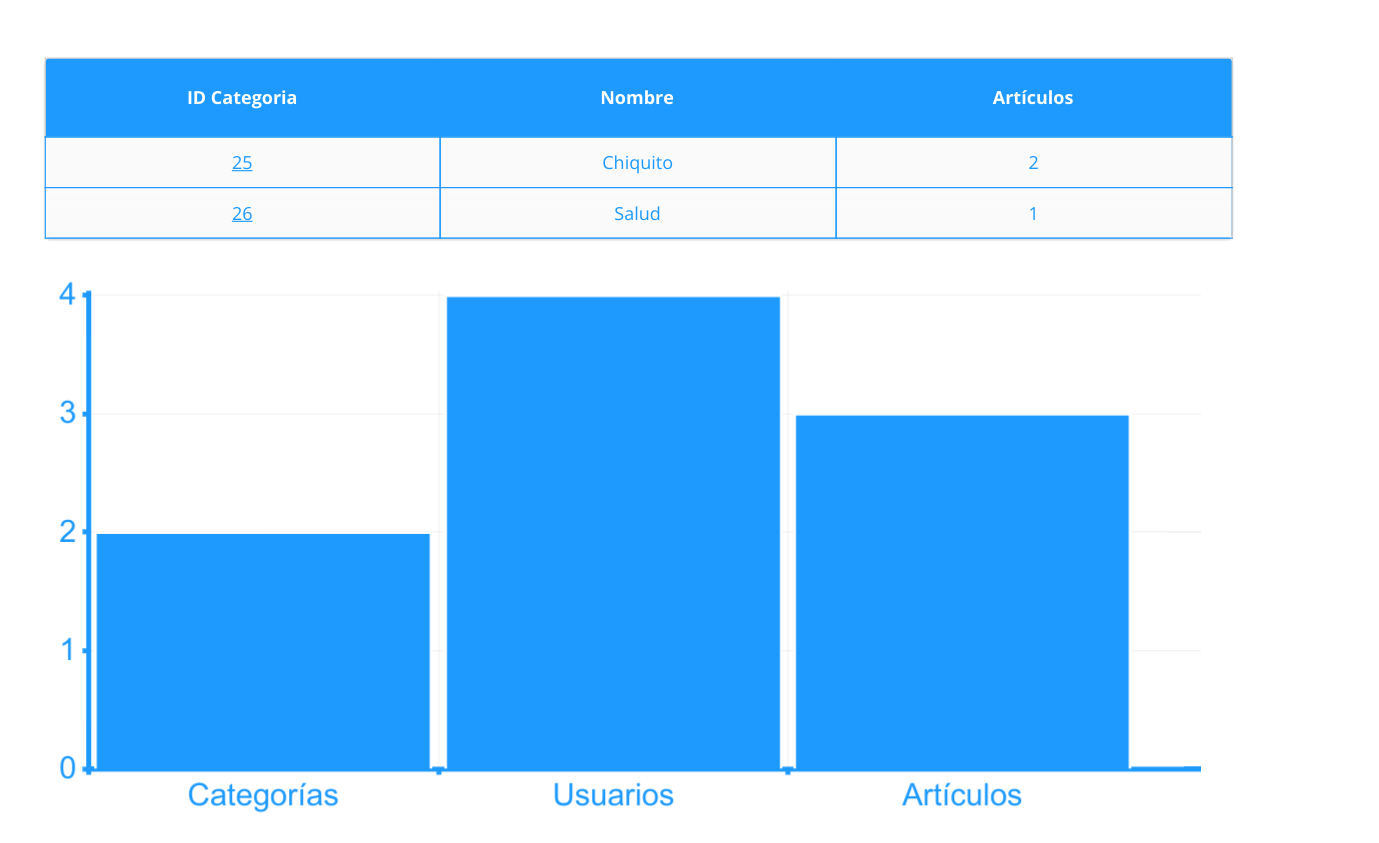 ID Categoria Nombre Artículos
25 Chiquito 2
26 Salud 1
4
3
2
1
0
Categorías Usuarios Artículos